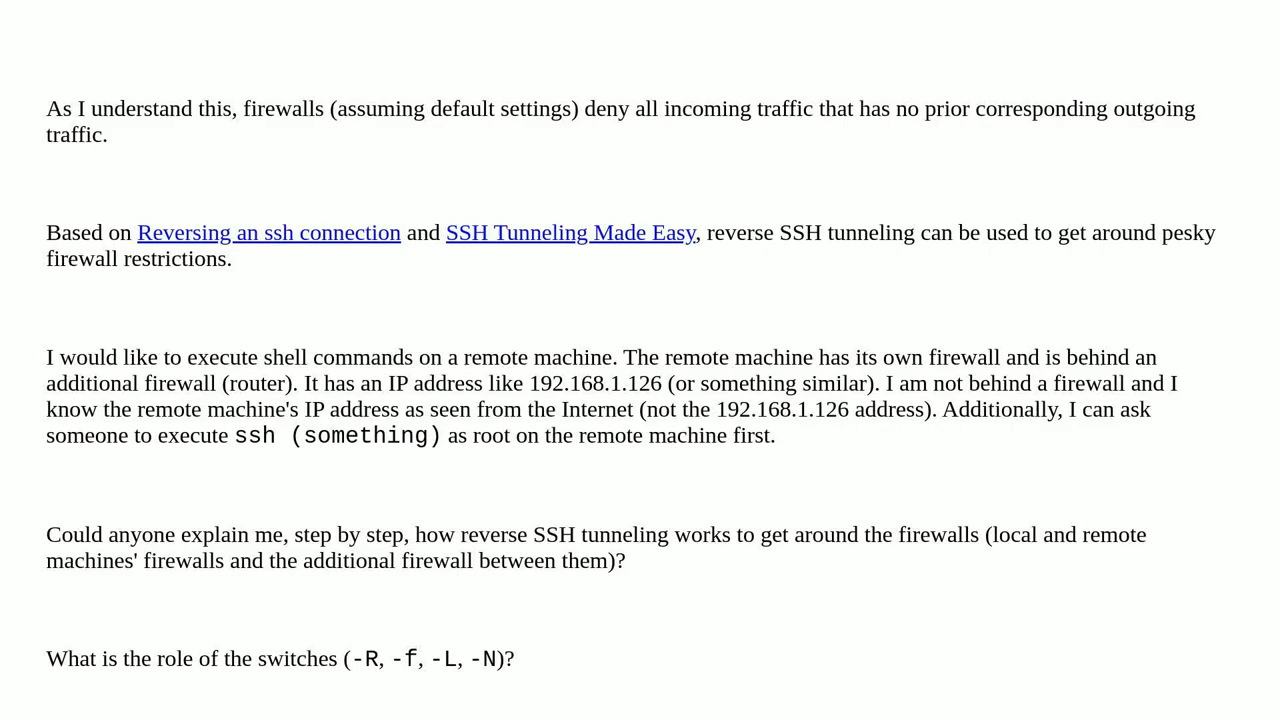 As I understand this, firewalls (assuming default settings) deny all incoming traffic that has no prior corresponding outgoing
traffic.
Based on Reversing an ssh connection and SSH Tunneling Made Easy, reverse SSH tunneling can be used to get around pesky
firewall restrictions.
I would like to execute shell commands on a remote machine. The remote machine has its own firewall and is behind an
additional firewall (router). It has an IP address like 192.168.1.126 (or something similar). I am not behind a firewall and I
know the remote machine's IP address as seen from the Internet (not the 192.168.1.126 address). Additionally, I can ask
someone to execute ssh (something) as root on the remote machine first.
Could anyone explain me, step by step, how reverse SSH tunneling works to get around the firewalls (local and remote
machines' firewalls and the additional firewall between them)?
What is the role of the switches (-R, -f, -L, -N)?